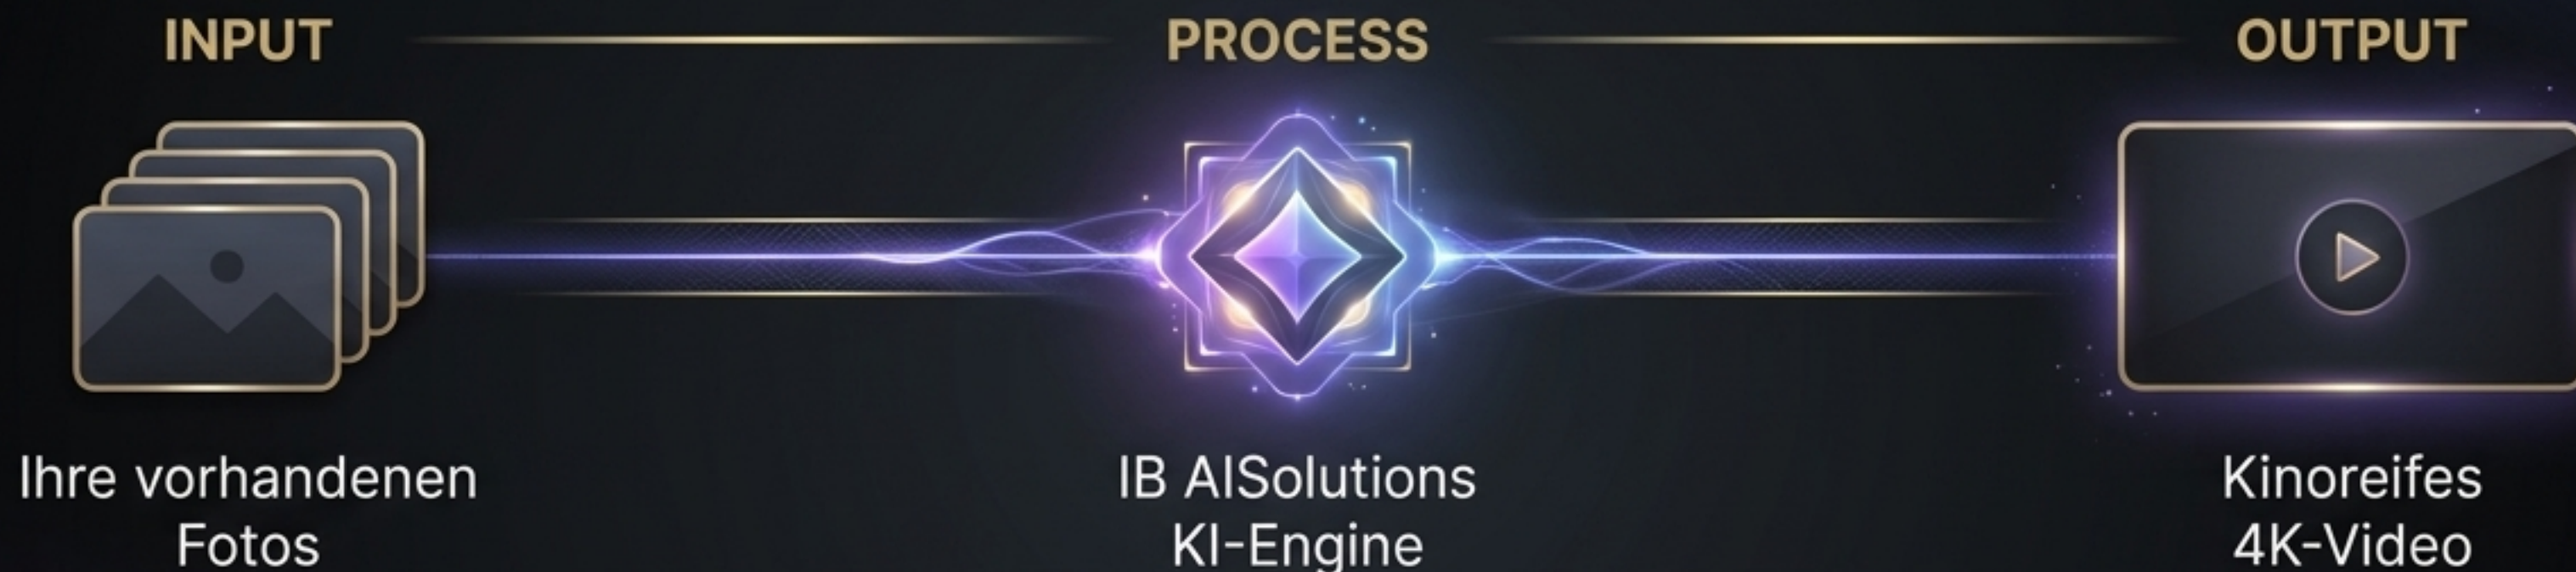 INPUT
PROCESS
OUTPUT
Ihre vorhandenen
Fotos
IB AISolutions
KI-Engine
Kinoreifes
4K-Video